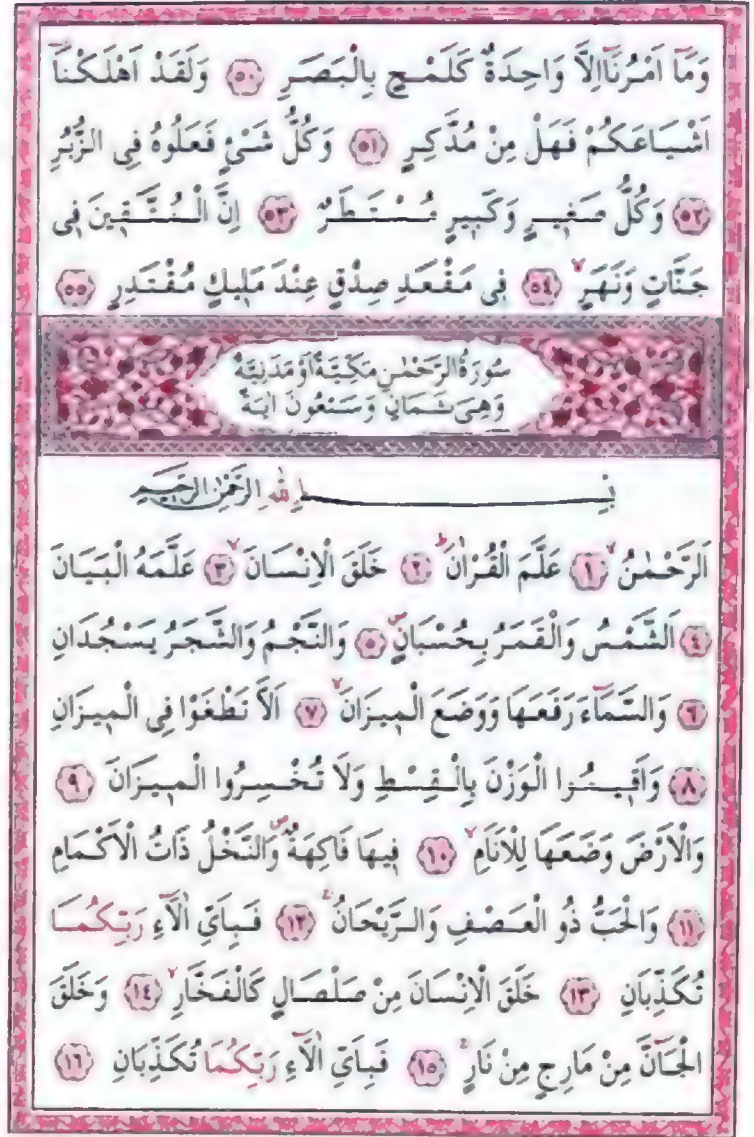 وَمَٓا اَمْرُنَٓا اِلَّا وَاحِدَةٌ كَلَمْحٍ بِالْبَصَرِ ﴿٥٠﴾ وَلَقَدْ اَهْلَكْنَٓا
اَشْيَاعَكُمْ فَهَلْ مِنْ مُدَّكِرٍ ﴿٥١﴾ وَكُلُّ شَىْءٍ فَعَلُوهُ فِى الزُّبُرِ
﴿٥٢﴾ وَكُلُّ صَغٖيرٍ وَكَبٖيرٍ مُسْتَطَرٌ ﴿٥٣﴾ اِنَّ الْمُتَّقٖينَ فٖى
جَنَّاتٍ وَنَهَرٍۙ ﴿٥٤﴾ فٖى مَقْعَدِ صِدْقٍ عِنْدَ مَلٖيكٍ مُقْتَدِرٍ ﴿٥٥﴾
سُورَةُ الرَّحْمٰنِ مَكِّيَّةٌ اَوْ مَدَنِيَّةٌ
وَهِىَ ثَمَانٍ وَسَبْعُونَ اٰيَةً
بِسْمِ اللّٰهِ الرَّحْمٰنِ الرَّحٖيمِ
اَلرَّحْمٰنُۙ ﴿١﴾ عَلَّمَ الْقُرْاٰنَۜ ﴿٢﴾ خَلَقَ الْاِنْسَانَۙ ﴿٣﴾ عَلَّمَهُ الْبَيَانَ
﴿٤﴾ اَلشَّمْسُ وَالْقَمَرُ بِحُسْبَانٍۖ ﴿٥﴾ وَالنَّجْمُ وَالشَّجَرُ يَسْجُدَانِ
﴿٦﴾ وَالسَّمَٓاءَ رَفَعَهَا وَوَضَعَ الْمٖيزَانَۙ ﴿٧﴾ اَلَّا تَطْغَوْا فِى الْمٖيزَانِ
﴿٨﴾ وَاَقٖيمُوا الْوَزْنَ بِالْقِسْطِ وَلَا تُخْسِرُوا الْمٖيزَانَ ﴿٩﴾
وَالْاَرْضَ وَضَعَهَا لِلْاَنَامِۙ ﴿١٠﴾ فٖيهَا فَاكِهَةٌۖ وَالنَّخْلُ ذَاتُ الْاَكْمَامِ
﴿١١﴾ وَالْحَبُّ ذُو الْعَصْفِ وَالرَّيْحَانُۚ ﴿١٢﴾ فَبِاَىِّ اٰلَٓاءِ رَبِّكُمَا
تُكَذِّبَانِ ﴿١٣﴾ خَلَقَ الْاِنْسَانَ مِنْ صَلْصَالٍ كَالْفَخَّارِۙ ﴿١٤﴾ وَخَلَقَ
الْجَٓانَّ مِنْ مَارِجٍ مِنْ نَارٍۚ ﴿١٥﴾ فَبِاَىِّ اٰلَٓاءِ رَبِّكُمَا تُكَذِّبَانِ ﴿١٦﴾